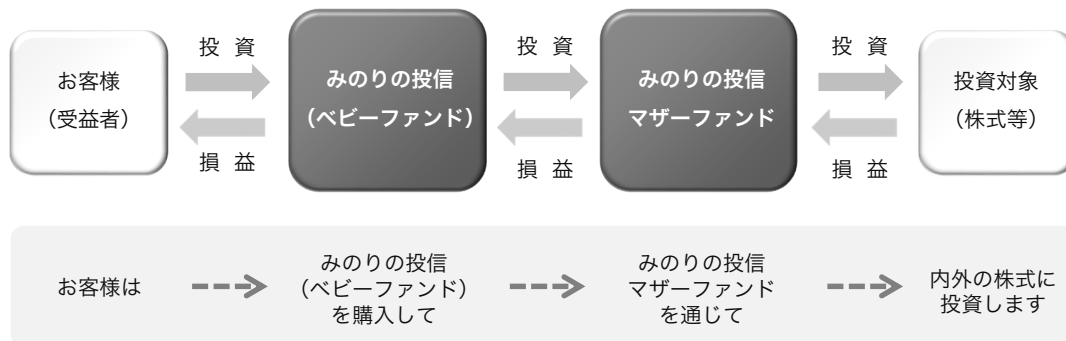 お客様
（受益者）
投 資
損 益
みのりの投信
（ベビーファンド）
投 資
損 益
みのりの投信
マザーファンド
投 資
損 益
投資対象
（株式等）
お客様は
みのりの投信
（ベビーファンド）
を購入して
みのりの投信
マザーファンド
を通じて
内外の株式に
投資します